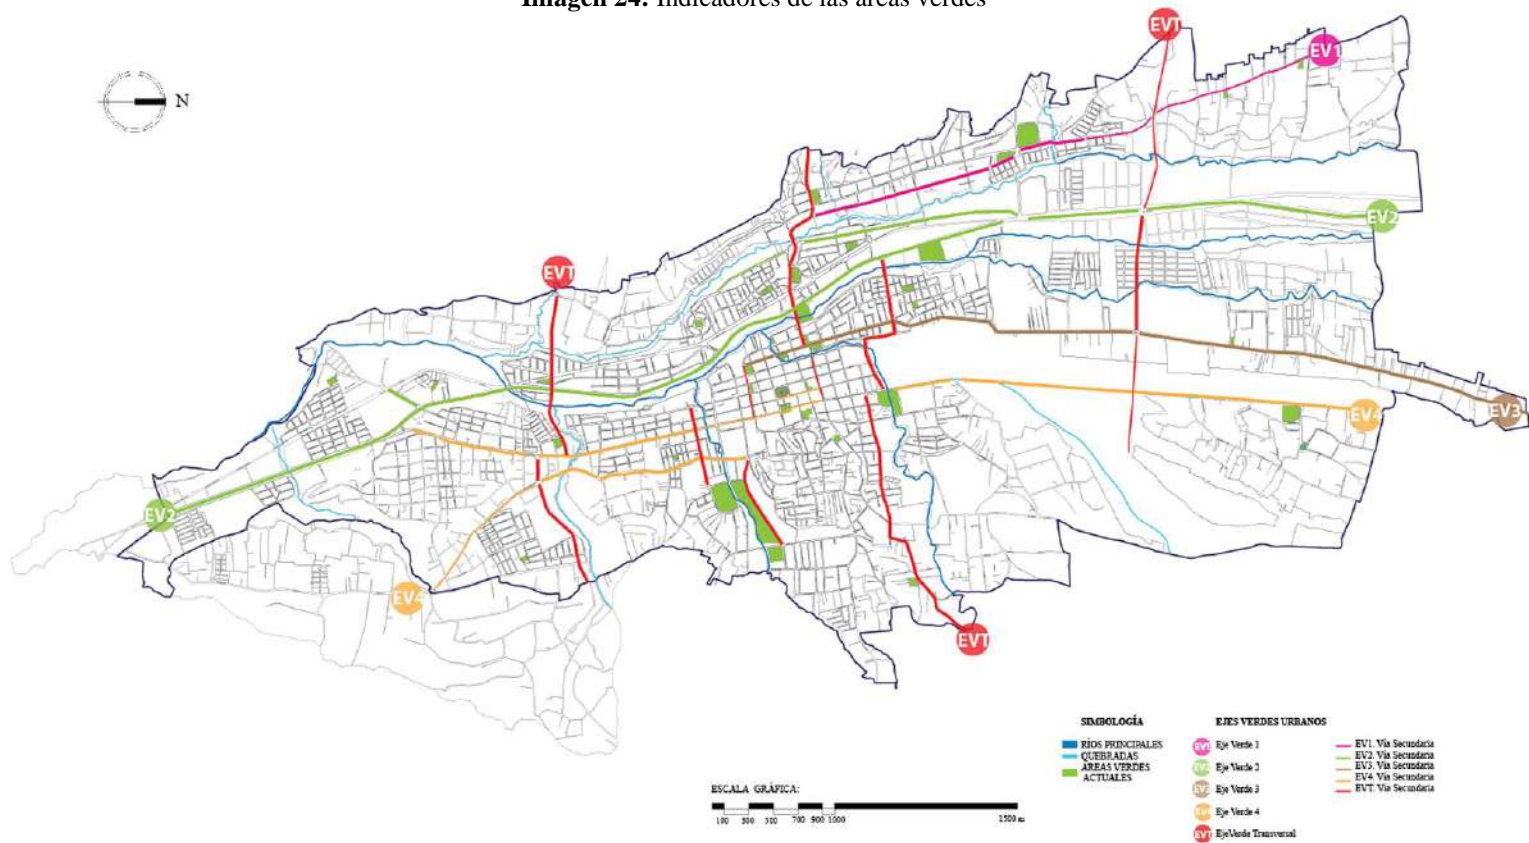 Imagen 24: Indicadores de las áreas verdes
EVT
EV1
N
EV2
EVT
EV3
EV4
EV2
EV4
EVT
SIMBOLOGÍA
RÍOS PRINCIPALES
QUEBRADAS
ÁREAS VERDES
ACTUALES
EJES VERDES URBANOS
EV1 Eje Verde 1
EV2 Eje Verde 2
Eje Verde 3
EV4 Eje Verde 4
EVT EjeVerde Transversal
EV1. Vía Secundaria
EV2. Vía Secundaria
EV3. Vía Secundaria
EV4. Vía Secundaria
EVT. Vía Secundaria
ESCALA GRÁFICA:
100 300 500 700 900 1000 1500 m